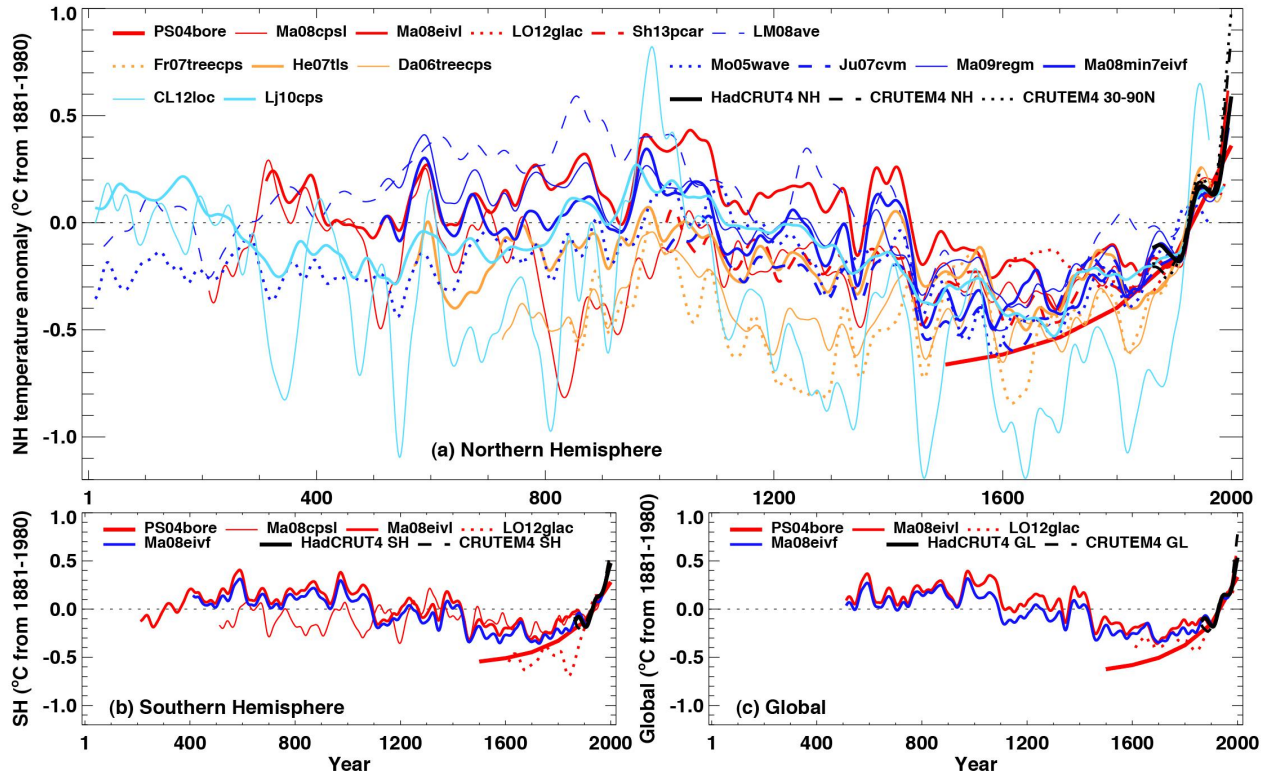 NH temperature anomaly (°C from 1881-1980)
1.0
0.5
0.0
-0.5
-1.0
PS04bore Ma08cpsl Ma08eivl LO12glac Sh13pcar LM08ave
Fr07treecps He07tls Da06treecps Mo05wave Ju07cvm Ma09regm Ma08min7eivf
CL12loc Lj10cps HadCRUT4 NH CRUTEM4 NH CRUTEM4 30-90N
(a) Northern Hemisphere
1 400 800 1200 1600 2000
SH (°C from 1881-1980)
1.0
0.5
0.0
-0.5
-1.0
PS04bore Ma08cpsl Ma08eivl LO12glac
Ma08eivf HadCRUT4 SH CRUTEM4 SH
(b) Southern Hemisphere
1 400 800 1200 1600 2000
Year
Global (°C from 1881-1980)
1.0
0.5
0.0
-0.5
-1.0
PS04bore Ma08eivl LO12glac
Ma08eivf HadCRUT4 GL CRUTEM4 GL
(c) Global
1 400 800 1200 1600 2000
Year